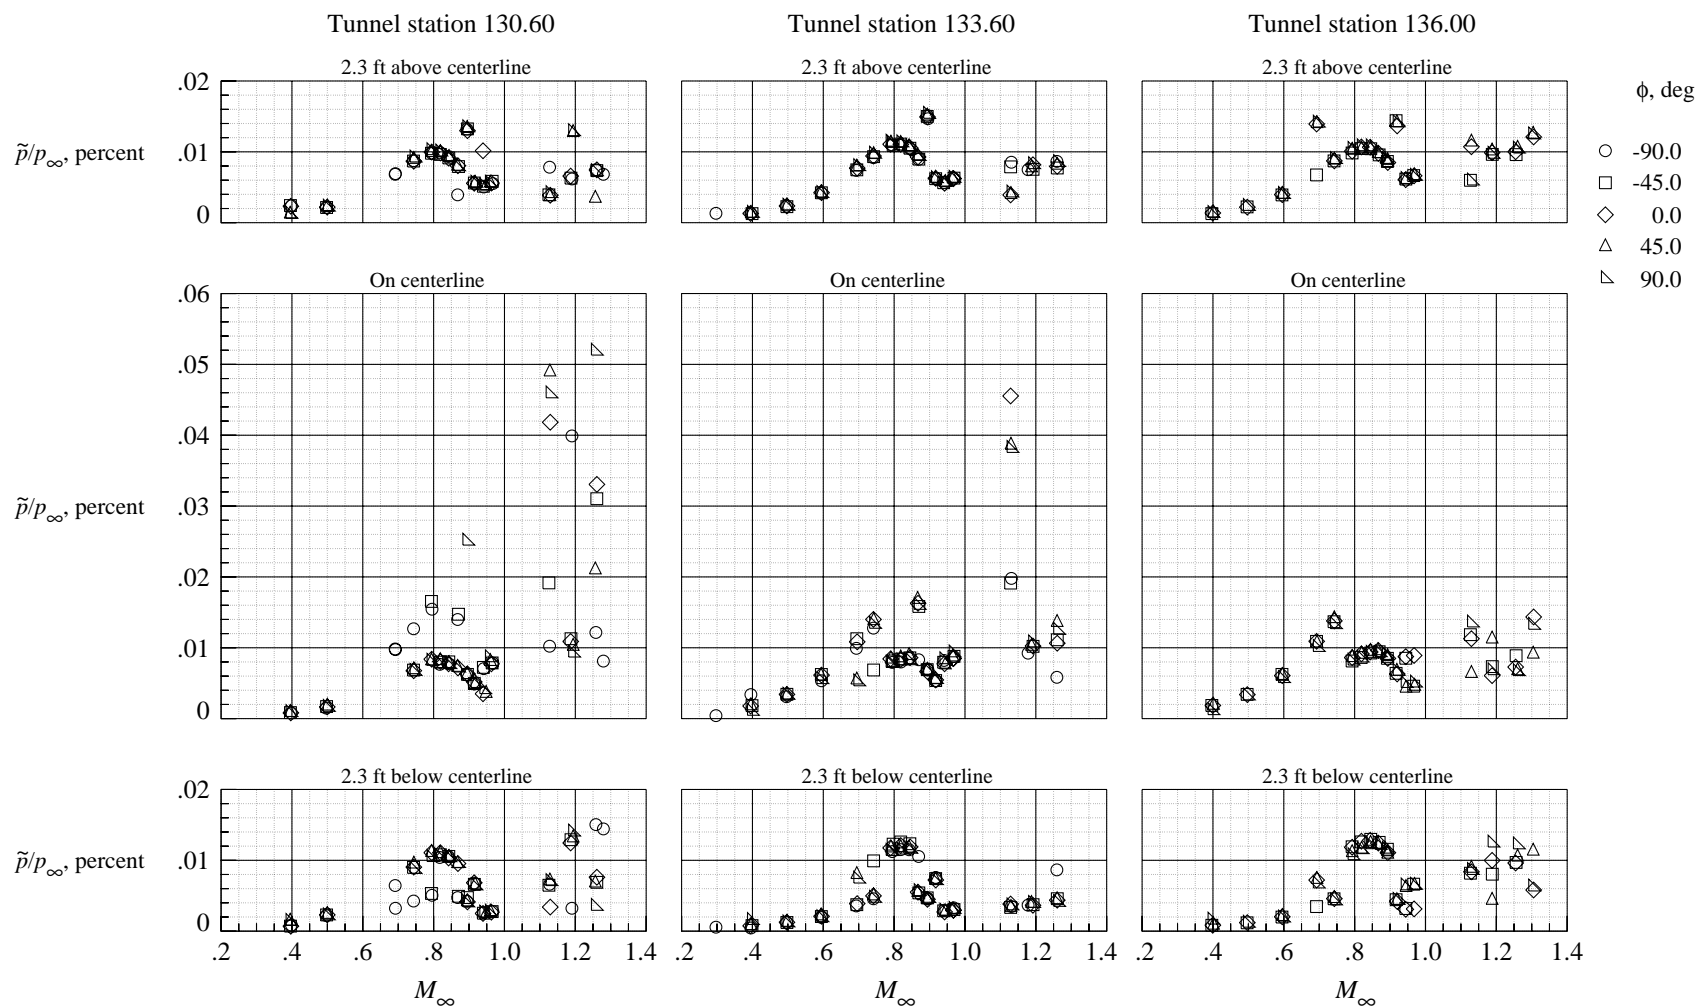 Tunnel station 130.60 Tunnel station 133.60 Tunnel station 136.00
2.3 ft above centerline 2.3 ft above centerline 2.3 ft above centerline
.02
.01
0
p̃/p∞, percent
ϕ, deg
-90.0
-45.0
0.0
45.0
90.0
On centerline On centerline On centerline
.06
.05
.04
.03
.02
.01
0
p̃/p∞, percent
2.3 ft below centerline 2.3 ft below centerline 2.3 ft below centerline
.02
.01
0
p̃/p∞, percent
.2 .4 .6 .8 1.0 1.2 1.4 .2 .4 .6 .8 1.0 1.2 1.4 .2 .4 .6 .8 1.0 1.2 1.4
M∞ M∞ M∞